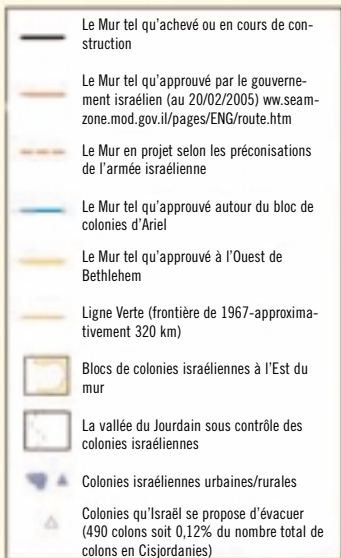 Le Mur tel qu'achevé ou en cours de con-
struction
Le Mur tel qu'approuvé par le gouverne-
ment israélien (au 20/02/2005) ww.seam-
zone.mod.gov.il/pages/ENG/route.htm
Le Mur en projet selon les préconisations
de l'armée israélienne
Le Mur tel qu'approuvé autour du bloc de
colonies d'Ariel
Le Mur tel qu'approuvé à l'Ouest de
Bethlehem
Ligne Verte (frontière de 1967-approxima-
tivement 320 km)
Blocs de colonies israéliennes à l'Est du
mur
La vallée du Jourdain sous contrôle des
colonies israéliennes
Colonies israéliennes urbaines/rurales
Colonies qu'Israël se propose d'évacuer
(490 colons soit 0,12% du nombre total de
colons en Cisjordanies)